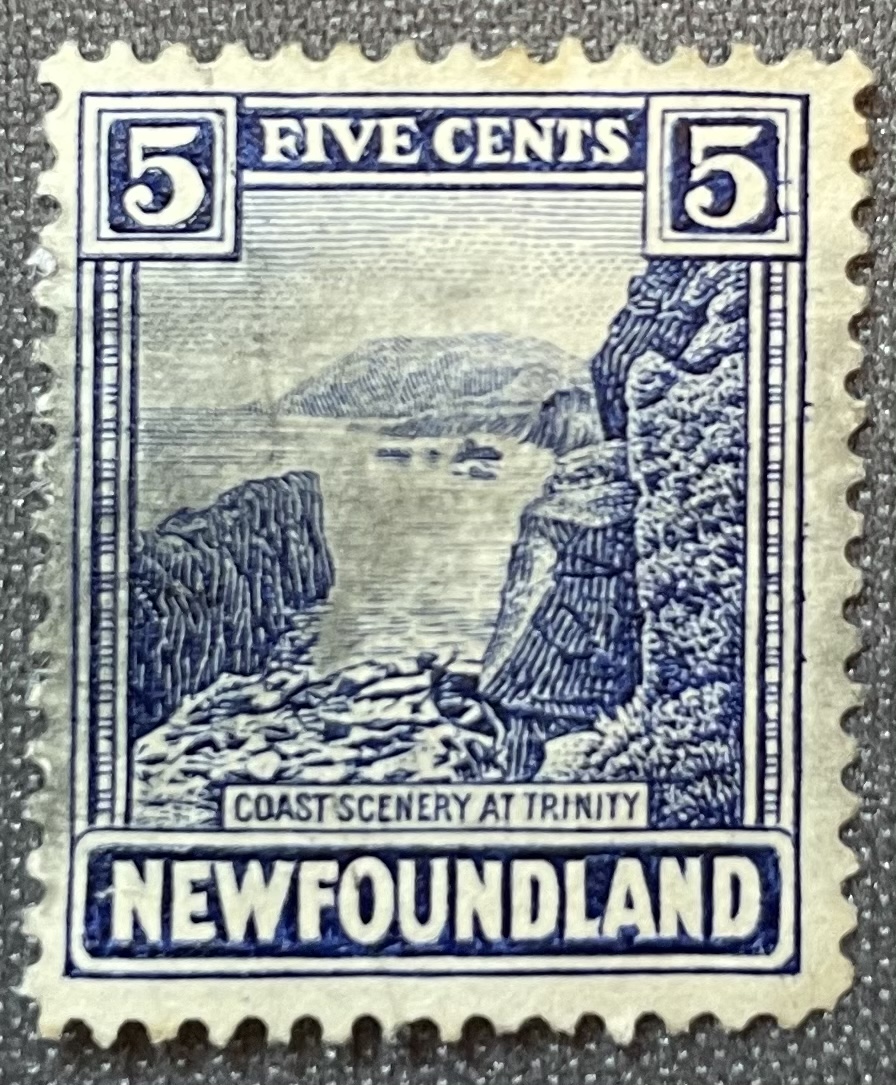 5 FIVE CENTS 5
COAST SCENERY AT TRINITY
NEWFOUNDLAND